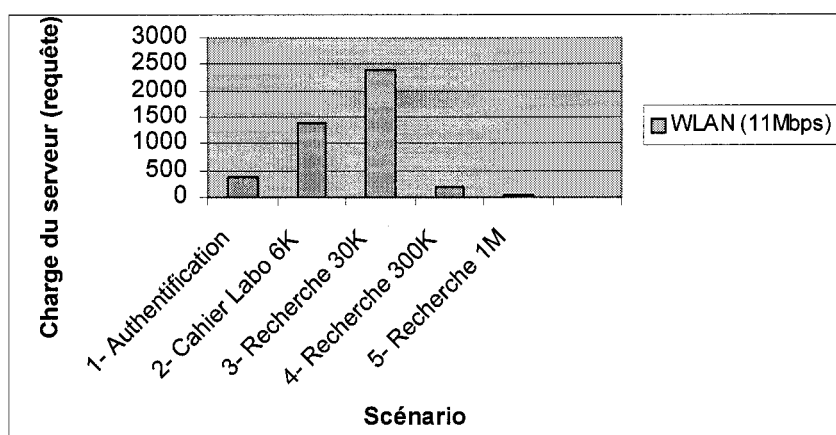 Charge du serveur (requête)
3000
2500
2000
1500
1000
500
0
1- Authentification
2- Cahier Labo 6K
3- Recherche 30K
4- Recherche 300K
5- Recherche 1M
Scénario
WLAN (11Mbps)